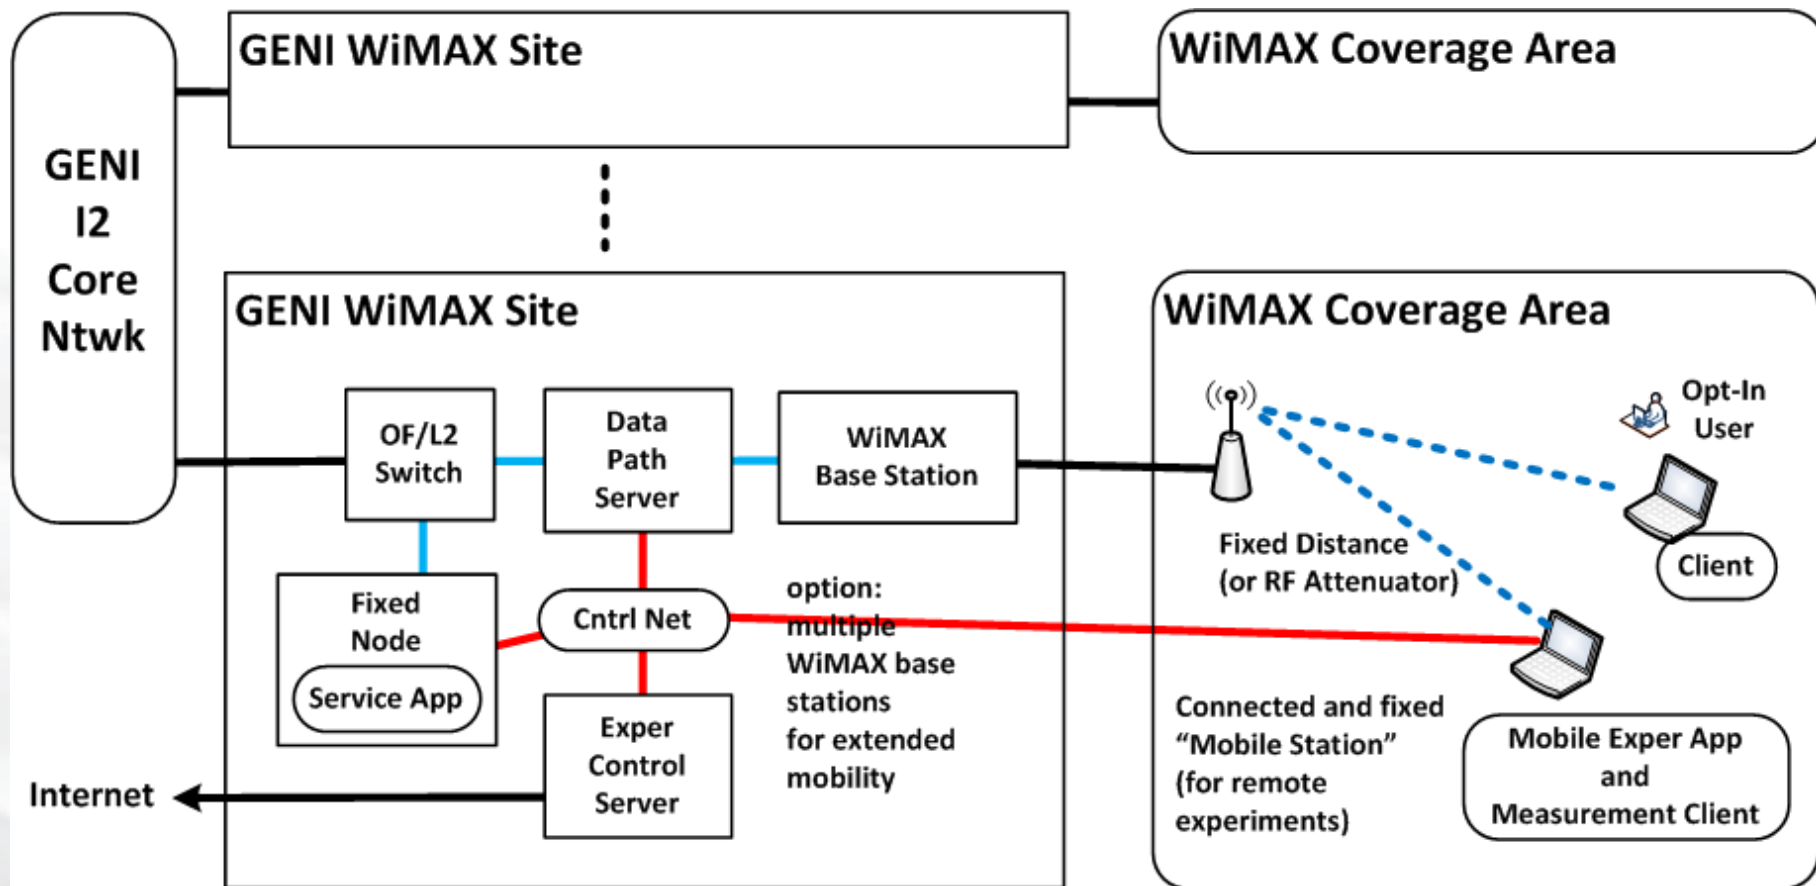 GENI
I2
Core
Ntwk
GENI WiMAX Site
WiMAX Coverage Area
GENI WiMAX Site
OF/L2
Switch
Data
Path
Server
WiMAX
Base Station
Fixed
Node
Service App
Cntrl Net
Exper
Control
Server
option:
multiple
WiMAX base
stations
for extended
mobility
Internet
WiMAX Coverage Area
Opt-In
User
Client
Fixed Distance
(or RF Attenuator)
Connected and fixed
“Mobile Station”
(for remote
experiments)
Mobile Exper App
and
Measurement Client